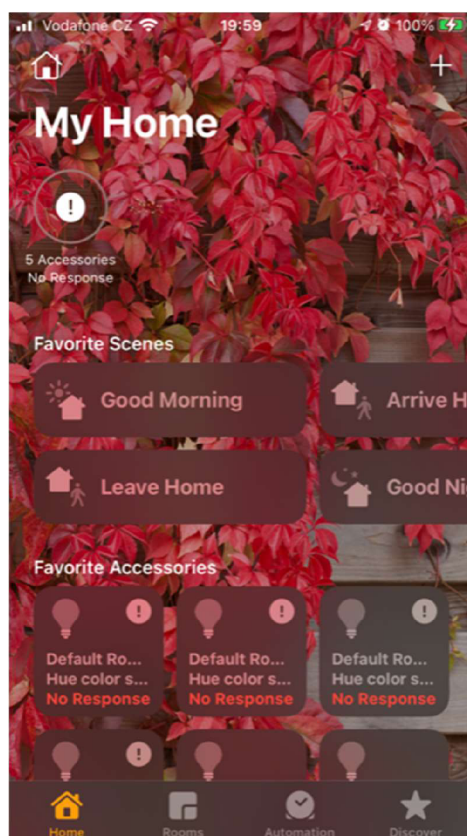 Vodafone CZ 19:59 100%
My Home
5 Accessories
No Response
Favorite Scenes
Good Morning
Arrive H
Leave Home
Good Ni
Favorite Accessories
Default Ro... Default Ro... Default Ro...
Hue color s... Hue color s... Hue color s...
No Response No Response No Response
Home Rooms Automation Discover